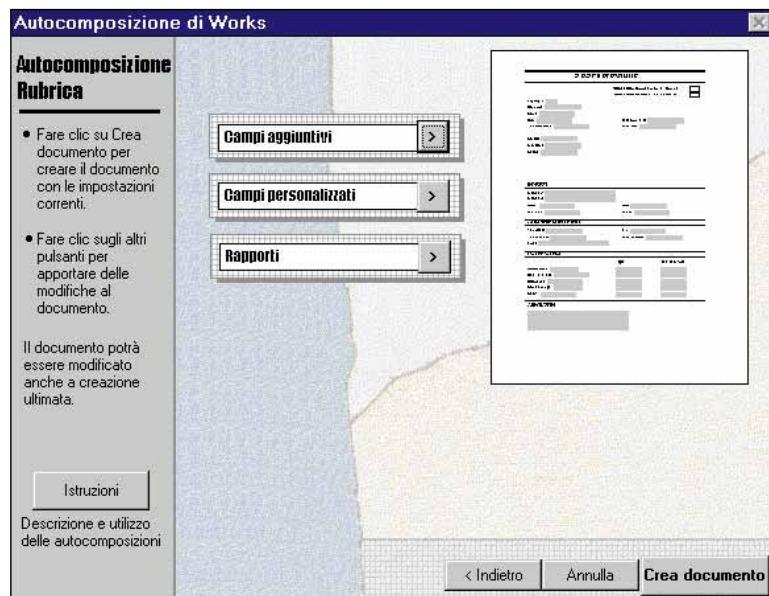 Autocomposizione di Works
Autocomposizione
Rubrica
• Fare clic su Crea
documento per
creare il documento
con le impostazioni
correnti.
• Fare clic sugli altri
pulsanti per
apportare delle
modifiche al
documento.
Il documento potrà
essere modificato
anche a creazione
ultimata.
Istruzioni
Descrizione e utilizzo
delle autocomposizioni
Campi aggiuntivi >
Campi personalizzati >
Rapporti >
< Indietro
Annulla
Crea documento